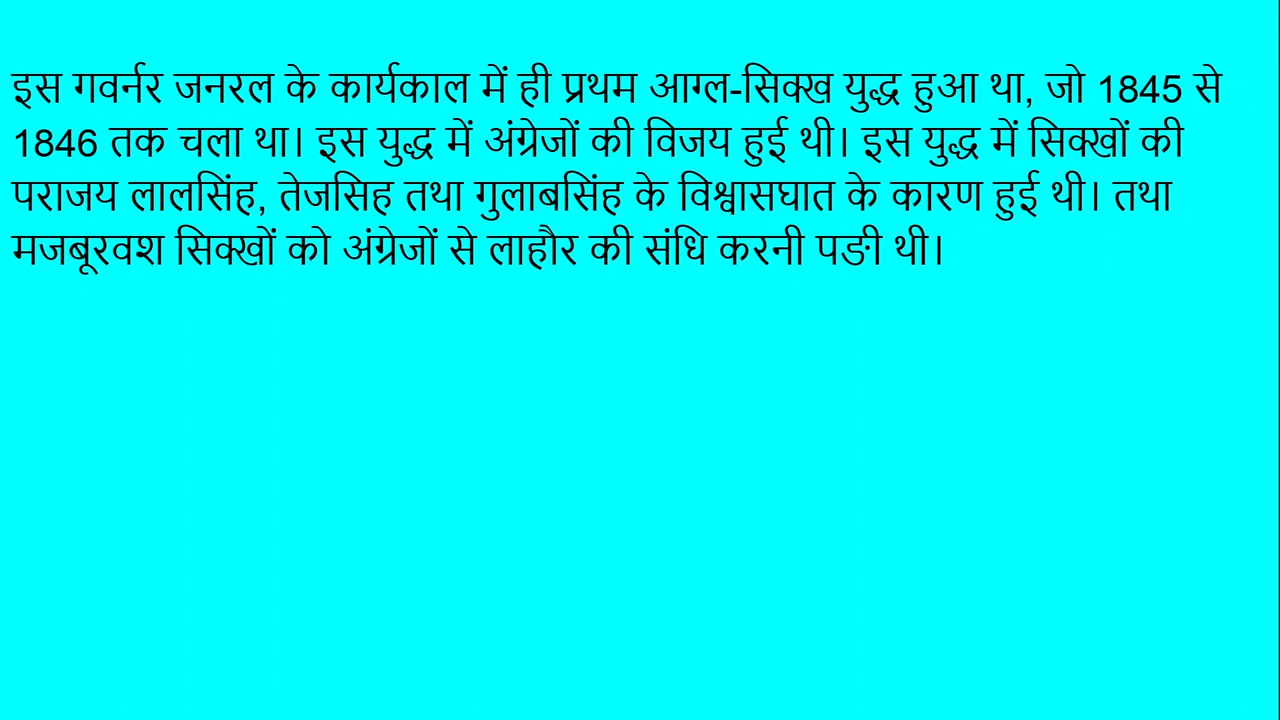 इस गवर्नर जनरल के कार्यकाल में ही प्रथम आग्ल-सिक्ख युद्ध हुआ था, जो 1845 से
1846 तक चला था। इस युद्ध में अंग्रेजों की विजय हुई थी। इस युद्ध में सिक्खों की
पराजय लालसिंह, तेजसिह तथा गुलाबसिंह के विश्वासघात के कारण हुई थी। तथा
मजबूरवश सिक्खों को अंग्रेजों से लाहौर की संधि करनी पङी थी।